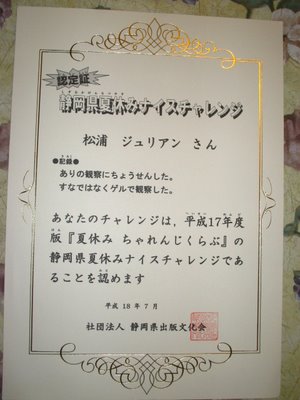 認定証
静岡県夏休みナイスチャレンジ
松浦 ジュリアン さん
●記録●
ありの観察にちょうせんした。
すなではなくゲルで観察した。
あなたのチャレンジは、平成17年度
版『夏休み ちゃれんじくらぶ』の
静岡県夏休みナイスチャレンジであ
ることを認めます
平成 18 年 7 月
社団法人 静岡県出版文化会